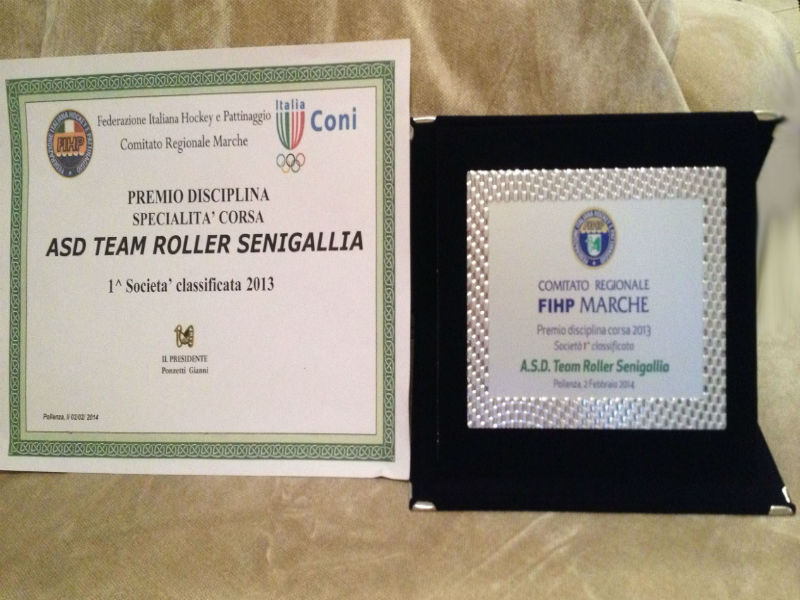 Federazione Italiana Hockey e Pattinaggio
Comitato Regionale Marche
FIHP
Italia
Coni
PREMIO DISCIPLINA
SPECIALITA' CORSA
ASD TEAM ROLLER SENIGALLIA
1^ Societa' classificata 2013
IL PRESIDENTE
Ponzetti Gianni
Pollenza, li 02/02/ 2014
COMITATO REGIONALE
FIHP MARCHE
Premio disciplina corsa 2013
Società 1ª classificata
A.S.D. Team Roller Senigallia
Pollenza, 2 Febbraio 2014